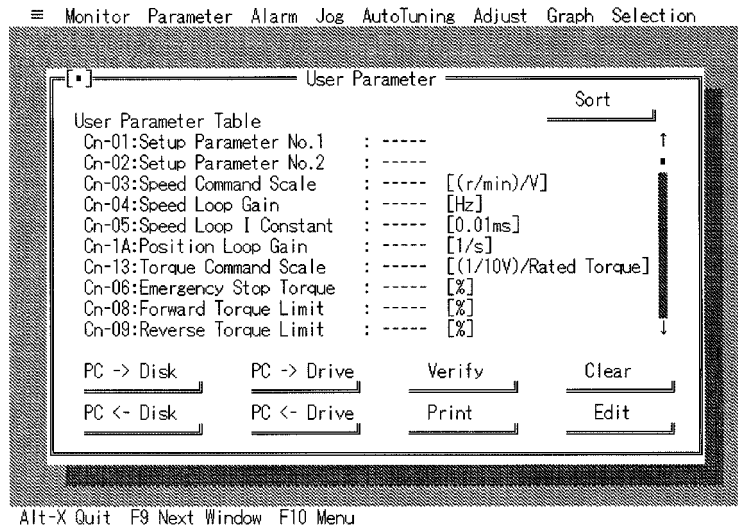 ≡ Monitor Parameter Alarm Jog AutoTuning Adjust Graph Selection
[▪] User Parameter
Sort
User Parameter Table
Cn-01:Setup Parameter No.1 : -----
Cn-02:Setup Parameter No.2 : -----
Cn-03:Speed Command Scale : ----- [(r/min)/V]
Cn-04:Speed Loop Gain : ----- [Hz]
Cn-05:Speed Loop I Constant : ----- [0.01ms]
Cn-1A:Position Loop Gain : ----- [1/s]
Cn-13:Torque Command Scale : ----- [(1/10V)/Rated Torque]
Cn-06:Emergency Stop Torque : ----- [%]
Cn-08:Forward Torque Limit : ----- [%]
Cn-09:Reverse Torque Limit : ----- [%]
PC -> Disk PC -> Drive Verify Clear
PC <- Disk PC <- Drive Print Edit
Alt-X Quit F9 Next Window F10 Menu